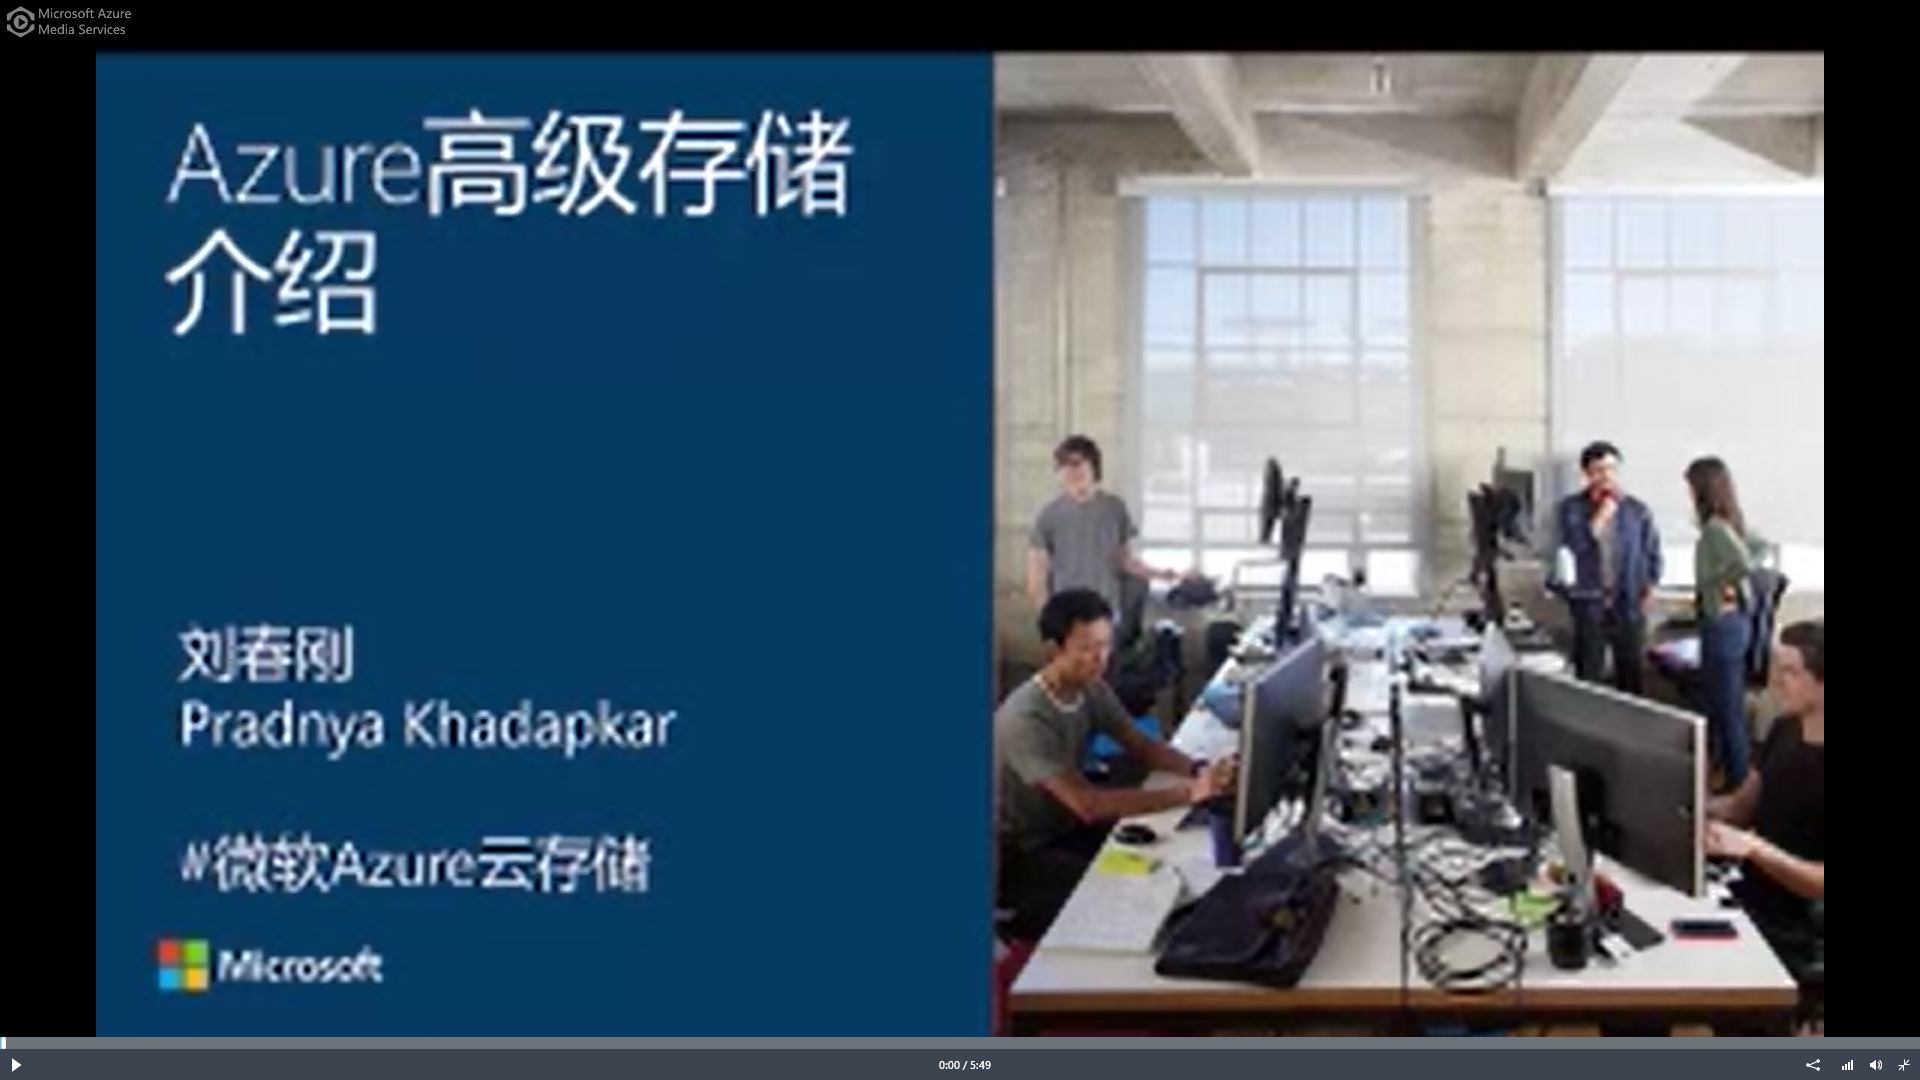 Microsoft Azure
Media Services
Azure高级存储
介绍
刘春刚
Pradnya Khadapkar
#微软Azure云存储
Microsoft
0:00 / 5:49